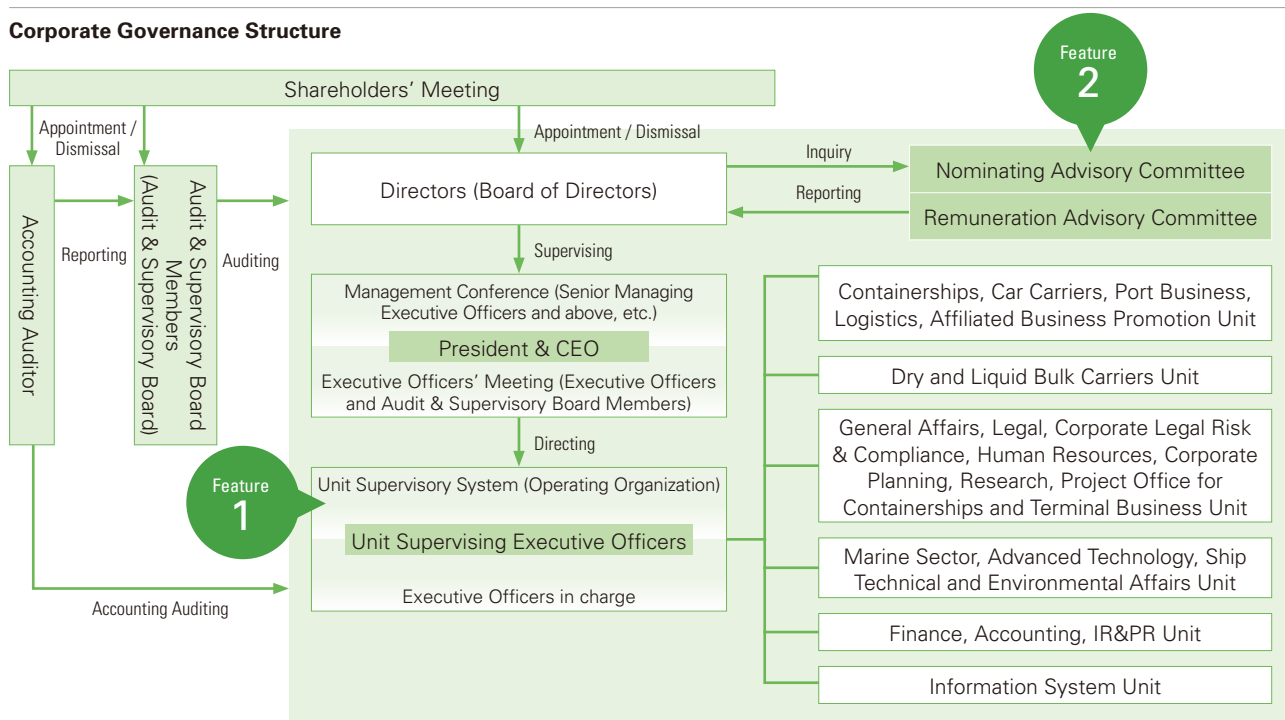 Corporate Governance Structure
Feature
2
Shareholders’ Meeting
Appointment /
Dismissal
Appointment / Dismissal
Inquiry
Reporting
Nominating Advisory Committee
Remuneration Advisory Committee
Directors (Board of Directors)
Accounting Auditor
Reporting
Audit & Supervisory Board
Members
(Audit & Supervisory Board)
Auditing
Supervising
Management Conference (Senior Managing
Executive Officers and above, etc.)
President & CEO
Executive Officers’ Meeting (Executive Officers
and Audit & Supervisory Board Members)
Directing
Feature
1
Unit Supervisory System (Operating Organization)
Unit Supervising Executive Officers
Executive Officers in charge
Accounting Auditing
Containerships, Car Carriers, Port Business,
Logistics, Affiliated Business Promotion Unit
Dry and Liquid Bulk Carriers Unit
General Affairs, Legal, Corporate Legal Risk
& Compliance, Human Resources, Corporate
Planning, Research, Project Office for
Containerships and Terminal Business Unit
Marine Sector, Advanced Technology, Ship
Technical and Environmental Affairs Unit
Finance, Accounting, IR&PR Unit
Information System Unit